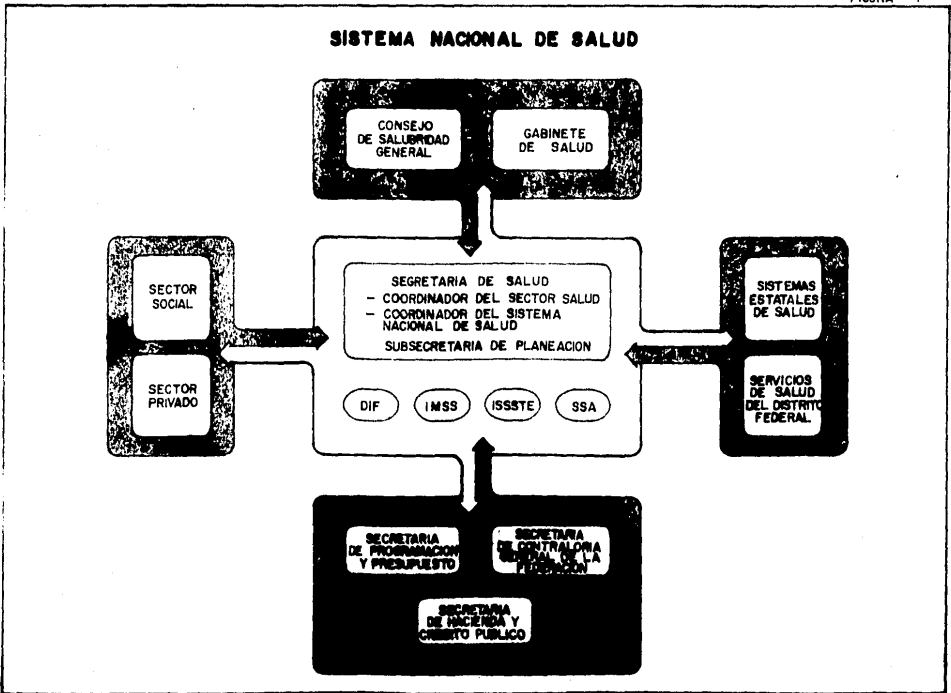 SISTEMA NACIONAL DE SALUD
CONSEJO
DE SALUBRIDAD
GENERAL
GABINETE
DE SALUD
SECTOR
SOCIAL
SECTOR
PRIVADO
SEGRETARIA DE SALUD
- COORDINADOR DEL SECTOR SALUD
- COORDINADOR DEL SISTEMA
NACIONAL DE SALUD
SUBSECRETARIA DE PLANEACION
DIF
IMSS
ISSSTE
SSA
SISTEMAS
ESTATALES
DE SALUD
SERVICIOS
DE SALUD
DEL DISTRITO
FEDERAL
SECRETARIA
DE PROGRAMACION
Y PRESUPUESTO
SECRETARIA
DE CONTRALORIA
GENERAL DE LA
FEDERACION
SECRETARIA
DE HACIENDA Y
CREDITO PUBLICO